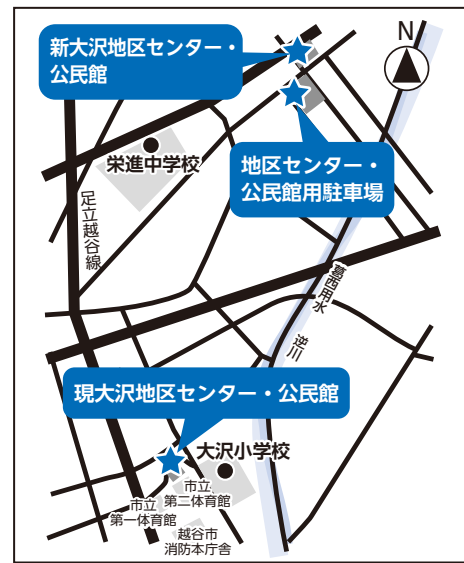 新大沢地区センター・
公民館
N
栄進中学校
地区センター・
公民館用駐車場
足立越谷線
葛西用水
逆川
現大沢地区センター・公民館
大沢小学校
市立
第二体育館
市立
第一体育館
越谷市
消防本庁舎